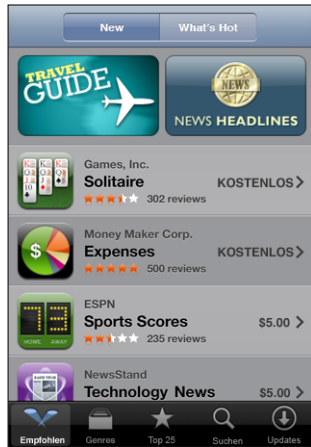 New What's Hot
TRAVEL
GUIDE
NEWS
NEWS HEADLINES
Games, Inc.
Solitaire KOSTENLOS
302 reviews
Money Maker Corp.
$
Expenses KOSTENLOS
500 reviews
ESPN
73
Sports Scores $5.00
HOME AWAY
235 reviews
NewsStand
Technology News $5.00
Empfohlen Genres Top 25 Suchen Updates